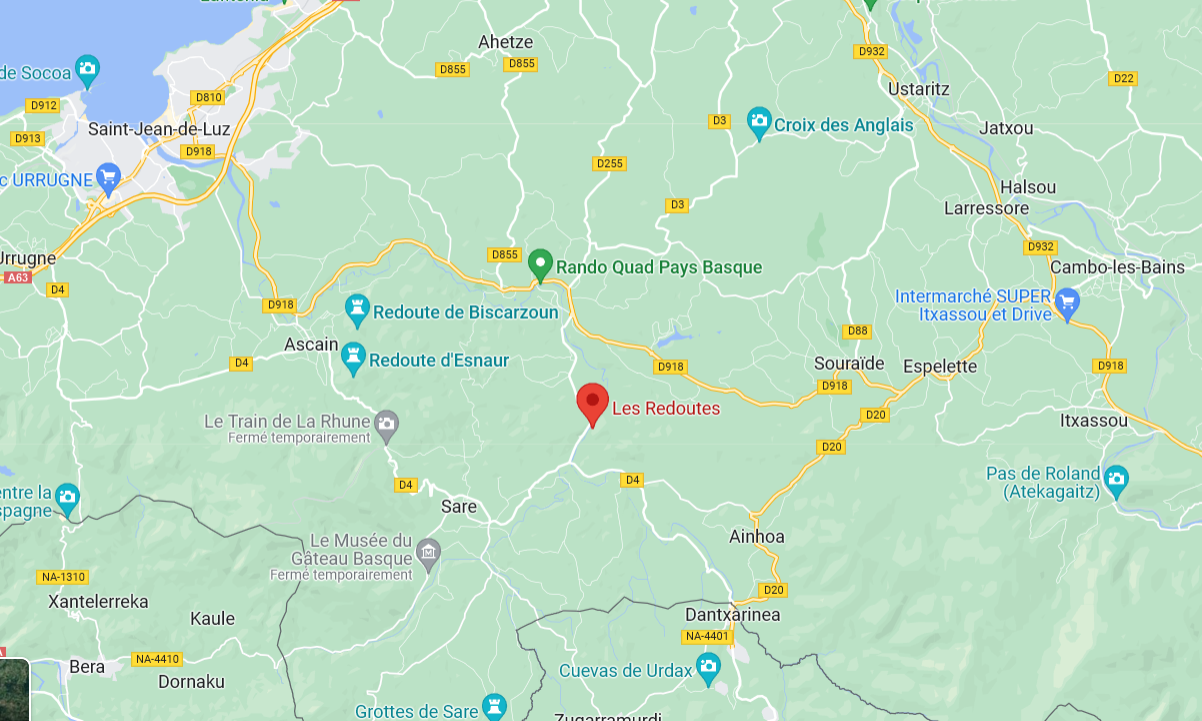 Ahetze
D855
D855
D932
de Socoa
D912
D810
D22
Ustaritz
D913
Saint-Jean-de-Luz
D918
D3
Croix des Anglais
Jatxou
D255
c URRUGNE
Halsou
Larressore
D3
Urrugne
A63
D4
D855
Rando Quad Pays Basque
D932
Cambo-les-Bains
D918
Redoute de Biscarzoun
Intermarché SUPER
Itxassou et Drive
Ascain
D4
Redoute d'Esnaur
D88
Souraïde
Espelette
D918
D918
D918
D20
Les Redoutes
Le Train de La Rhune
Fermé temporairement
Itxassou
D20
D4
D4
Pas de Roland
(Atekagaitz)
entre la
spagne
Sare
Le Musée du
Gâteau Basque
Fermé temporairement
Ainhoa
NA-1310
D20
Xantelerreka
Kaule
Dantxarinea
NA-4401
Bera
NA-4410
Dornaku
Cuevas de Urdax
Grottes de Sare
Zugarramurdi